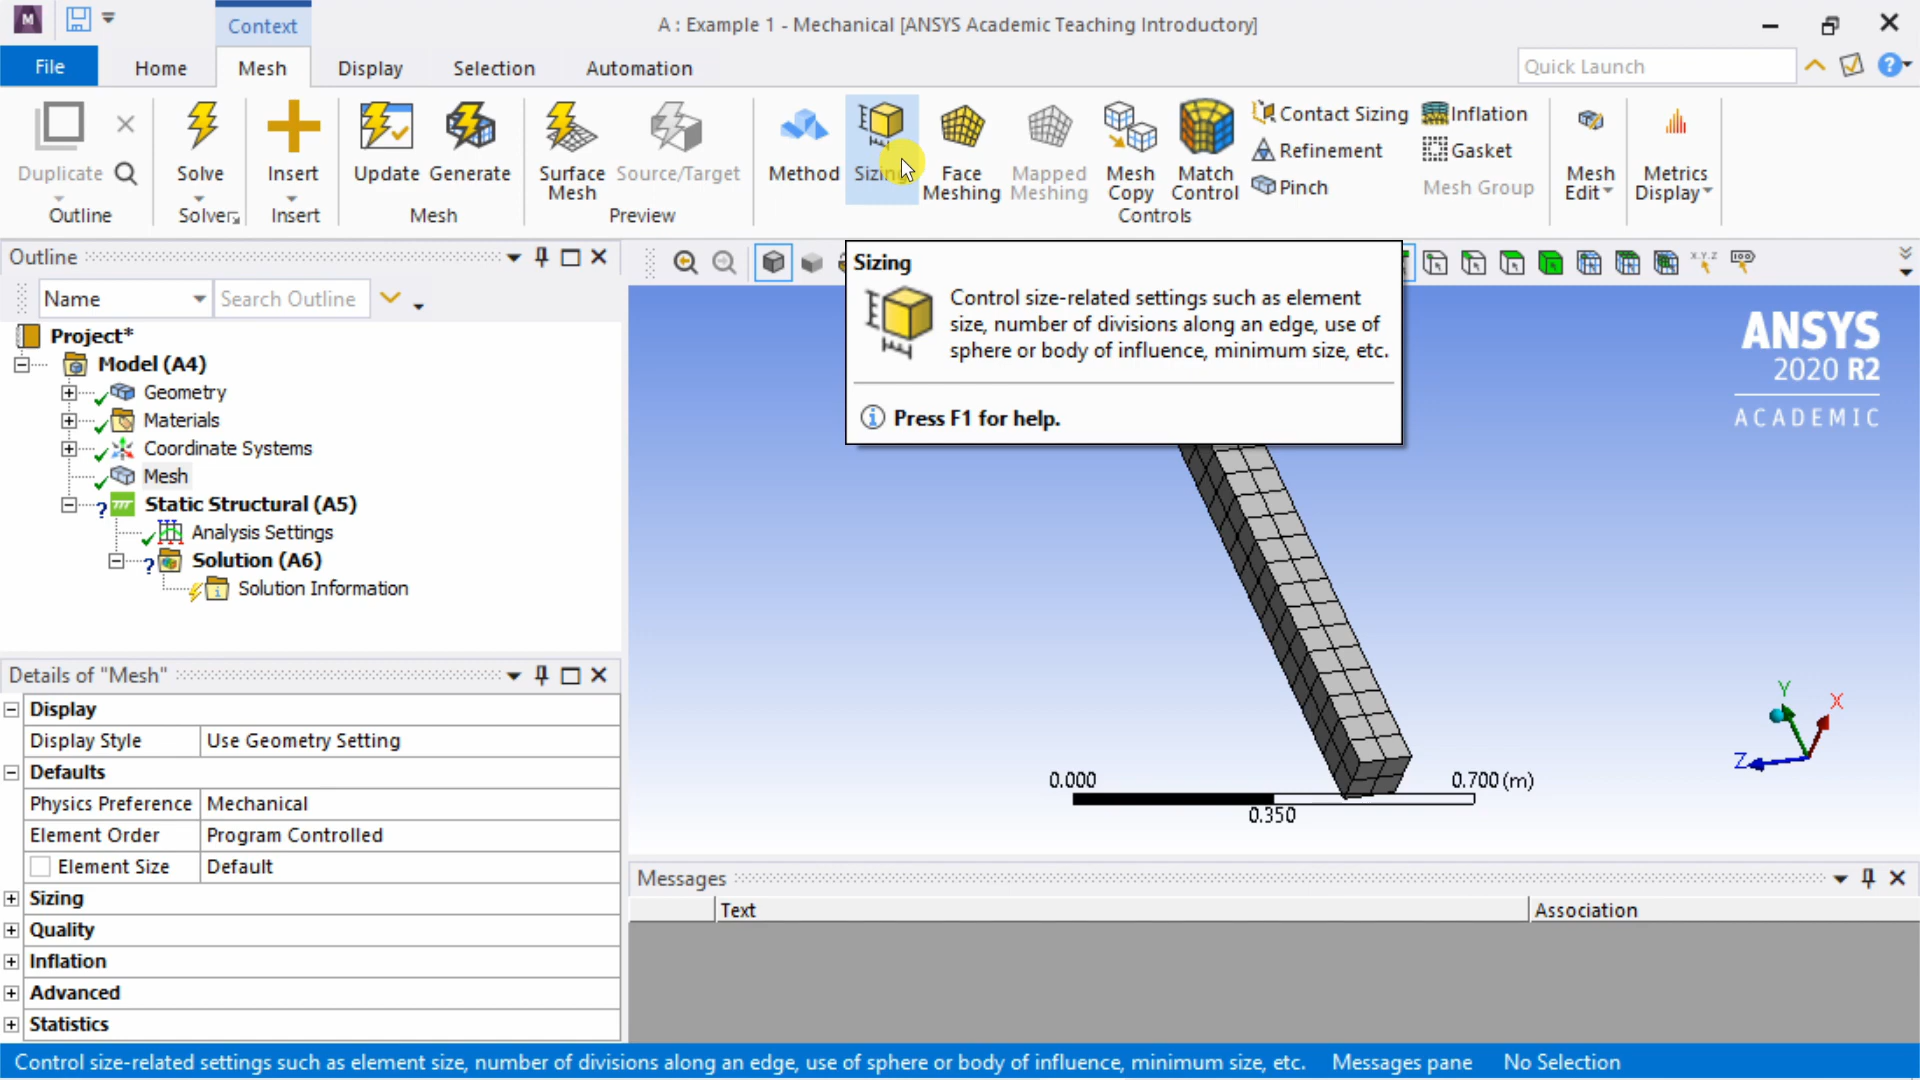 M
Context
A : Example 1 - Mechanical [ANSYS Academic Teaching Introductory]
File
Home
Mesh
Display
Selection
Automation
Quick Launch
?
Duplicate
Outline
Solve
Solver
Insert
Insert
Update
Generate
Mesh
Surface
Mesh
Source/Target
Preview
Method
Sizing
Face
Meshing
Mapped
Meshing
Mesh
Copy
Match
Control
Contact Sizing
Refinement
Pinch
Inflation
Gasket
Mesh Group
Controls
Mesh
Edit
Metrics
Display
Outline
Name
Search Outline
Project*
Model (A4)
Geometry
Materials
Coordinate Systems
Mesh
Static Structural (A5)
Analysis Settings
Solution (A6)
Solution Information
Sizing
Control size-related settings such as element
size, number of divisions along an edge, use of
sphere or body of influence, minimum size, etc.
Press F1 for help.
ANSYS
2020 R2
ACADEMIC
0.000
0.350
0.700 (m)
Y
X
Z
Details of "Mesh"
Display
Display Style Use Geometry Setting
Defaults
Physics Preference Mechanical
Element Order Program Controlled
Element Size Default
Sizing
Quality
Inflation
Advanced
Statistics
Messages
Text Association
Control size-related settings such as element size, number of divisions along an edge, use of sphere or body of influence, minimum size, etc. Messages pane No Selection